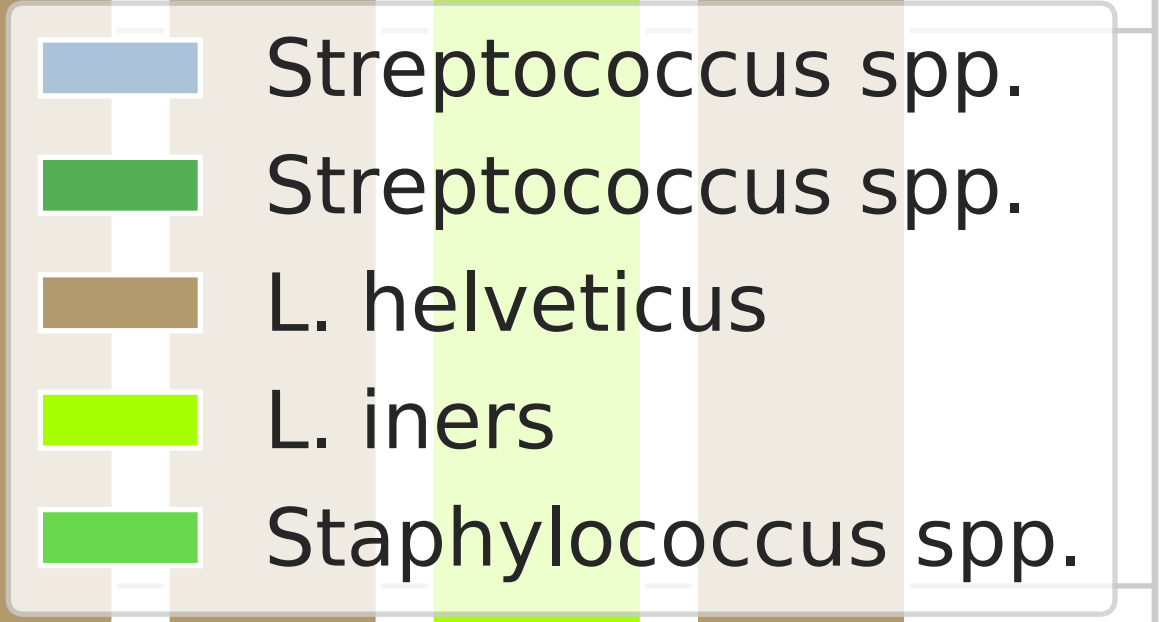 Streptococcus spp.
Streptococcus spp.
L. helveticus
L. iners
Staphylococcus spp.